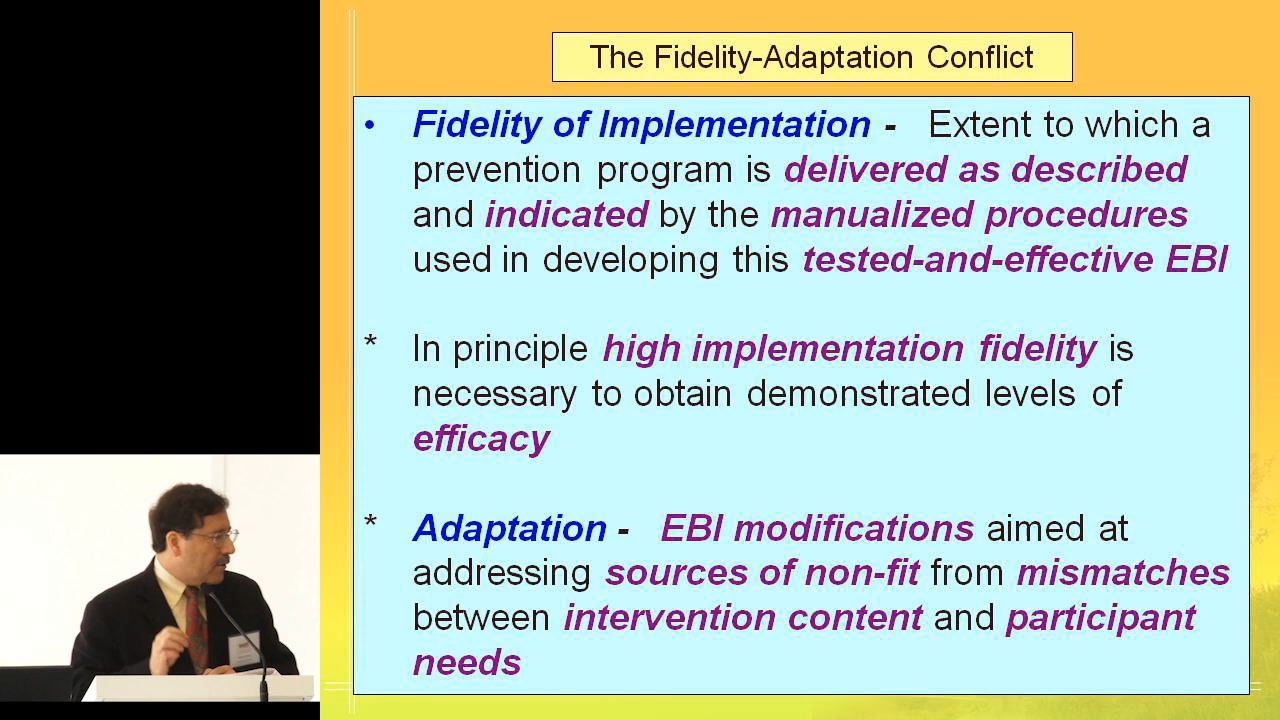 The Fidelity-Adaptation Conflict
• Fidelity of Implementation - Extent to which a
prevention program is delivered as described
and indicated by the manualized procedures
used in developing this tested-and-effective EBI
* In principle high implementation fidelity is
necessary to obtain demonstrated levels of
efficacy
* Adaptation - EBI modifications aimed at
addressing sources of non-fit from mismatches
between intervention content and participant
needs